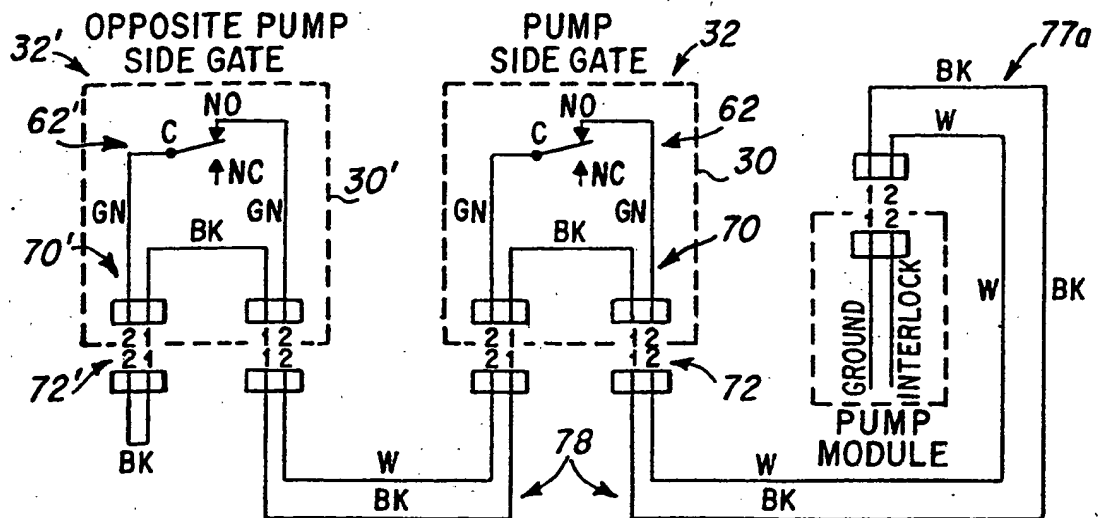 OPPOSITE PUMP
SIDE GATE
32'
PUMP
SIDE GATE
32
77a
BK
W
62'
NO
C
NC
30'
GN
GN
BK
70'
NO
C
NC
62
30
GN
GN
BK
70
1 2
1 2
GROUND
INTERLOCK
W
BK
2 1
2 1
1 2
1 2
2 1
2 1
1 2
1 2
72'
72
PUMP
MODULE
BK
W
BK
78
W
BK